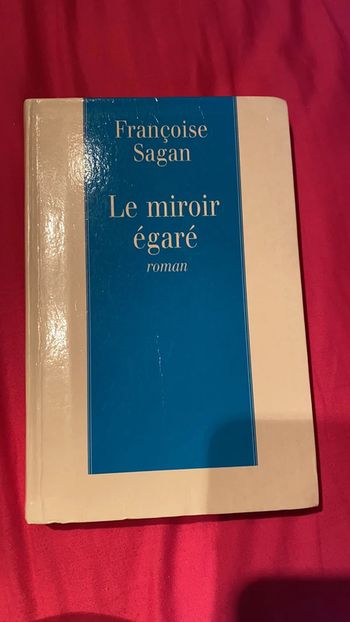 Françoise
Sagan
Le miroir
égaré
roman